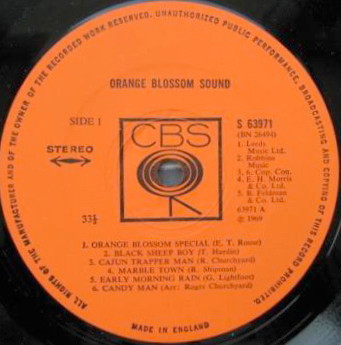 ALL RIGHTS OF THE MANUFACTURER AND OF THE OWNER OF THE RECORDED WORK RESERVED. UNAUTHORIZED PUBLIC PERFORMANCE, BROADCASTING AND COPYING OF THIS RECORD PROHIBITED.
ORANGE BLOSSOM SOUND
SIDE 1
STEREO
33⅓
CBS
S 63971
(BN 26494)
1. Leeds
Music Ltd.
2. Robbins
Music Ltd.
3. n. Cop. Con.
4. E. H. Morris
& Co. Ltd.
5. B. Feldman
& Co. Ltd.
63971 A
℗ 1969
1. ORANGE BLOSSOM SPECIAL (E. T. Rouse)
2. BLACK SHEEP BOY (T. Hardin)
3. CAJUN TRAPPER MAN (R. Churchyard)
4. MARBLE TOWN (R. Shipman)
5. EARLY MORNING RAIN (G. Lightfoot)
6. CANDY MAN (Arr: Roger Churchyard)
MADE IN ENGLAND